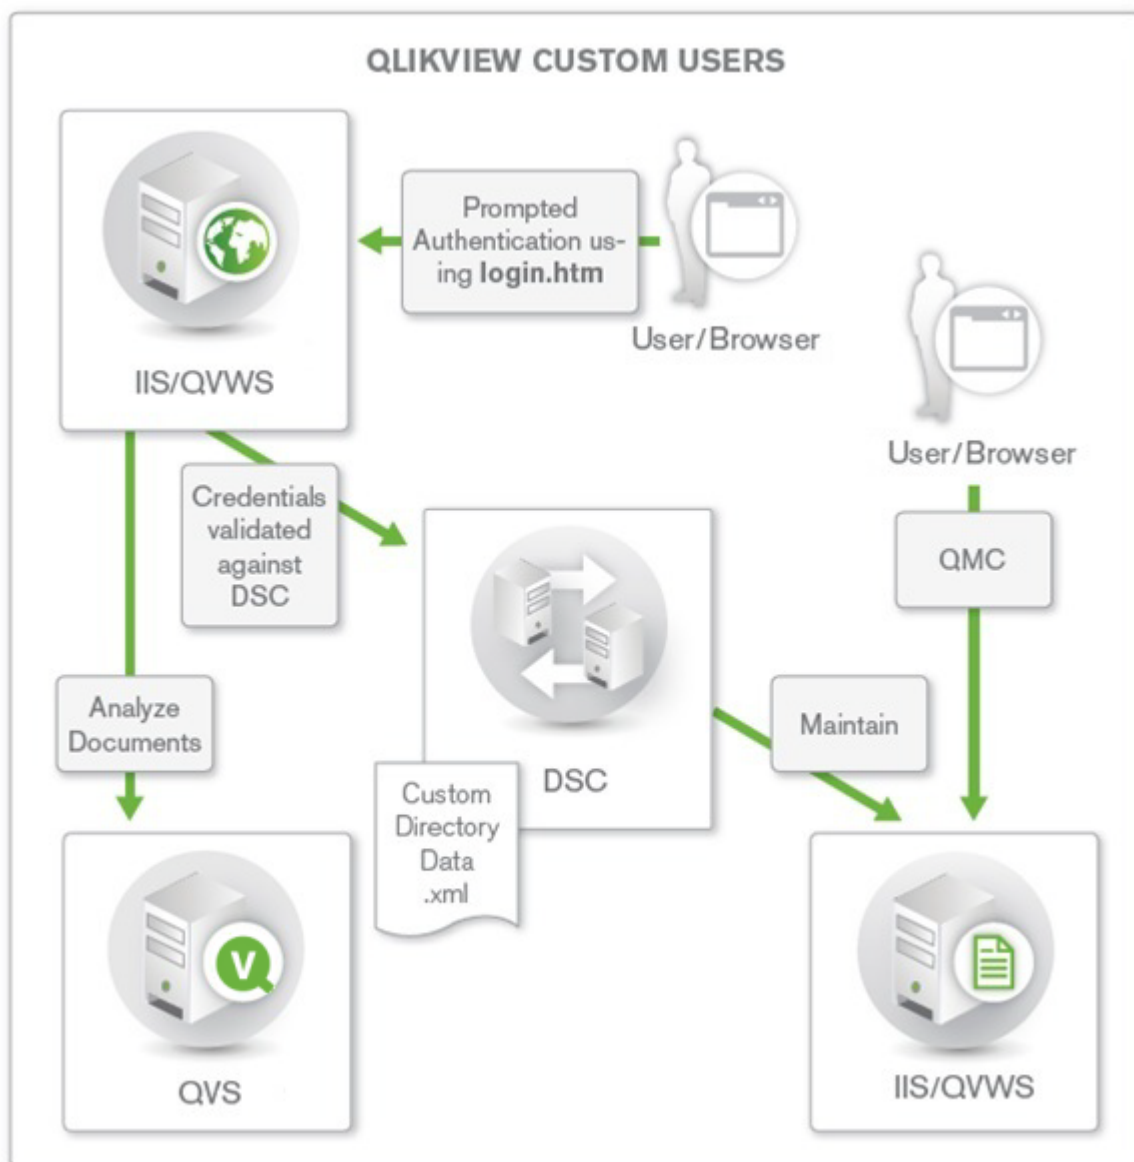 QLIKVIEW CUSTOM USERS
Prompted
Authentication us-
ing login.htm
User/Browser
IIS/QVWS
User/Browser
Credentials
validated
against
DSC
QMC
Analyze
Documents
Maintain
DSC
Custom
Directory
Data
.xml
V
QVS
IIS/QVWS